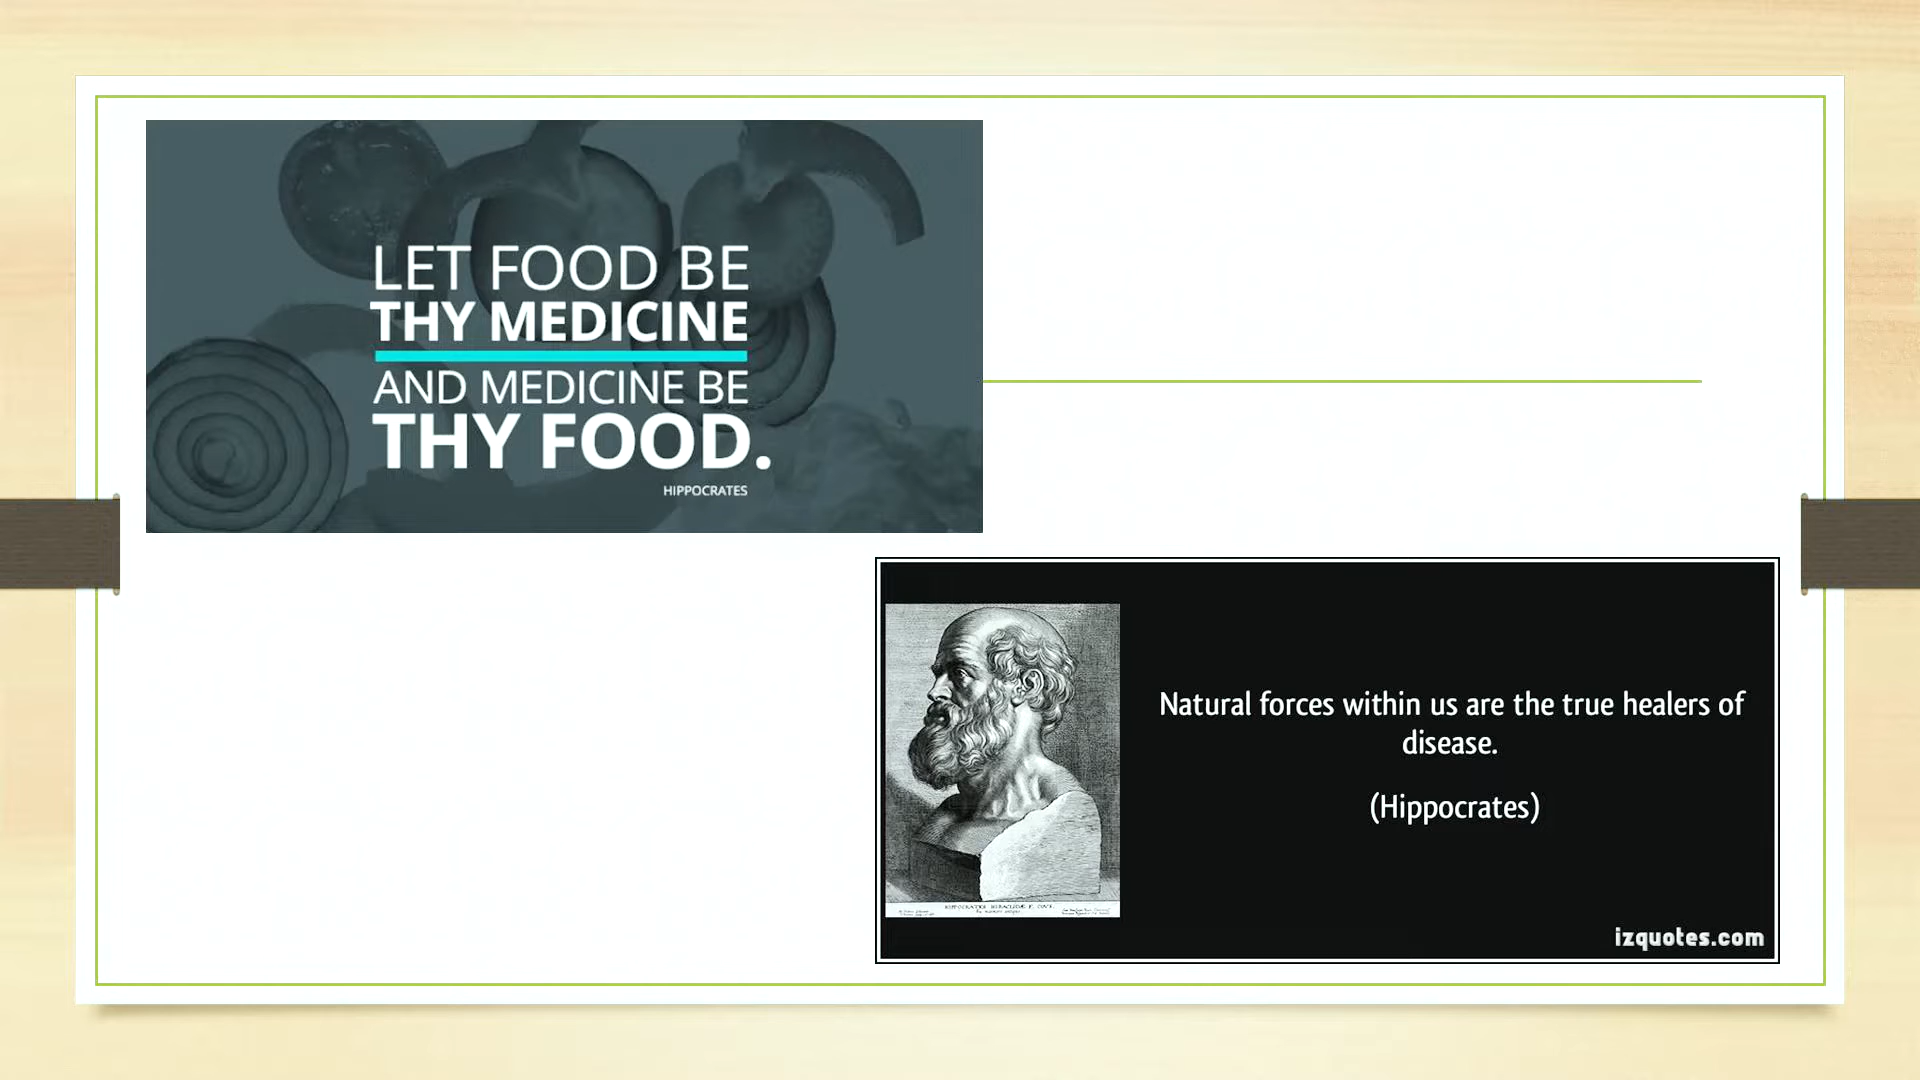 LET FOOD BE
THY MEDICINE
AND MEDICINE BE
THY FOOD.
HIPPOCRATES
Natural forces within us are the true healers of
disease.
(Hippocrates)
izquotes.com